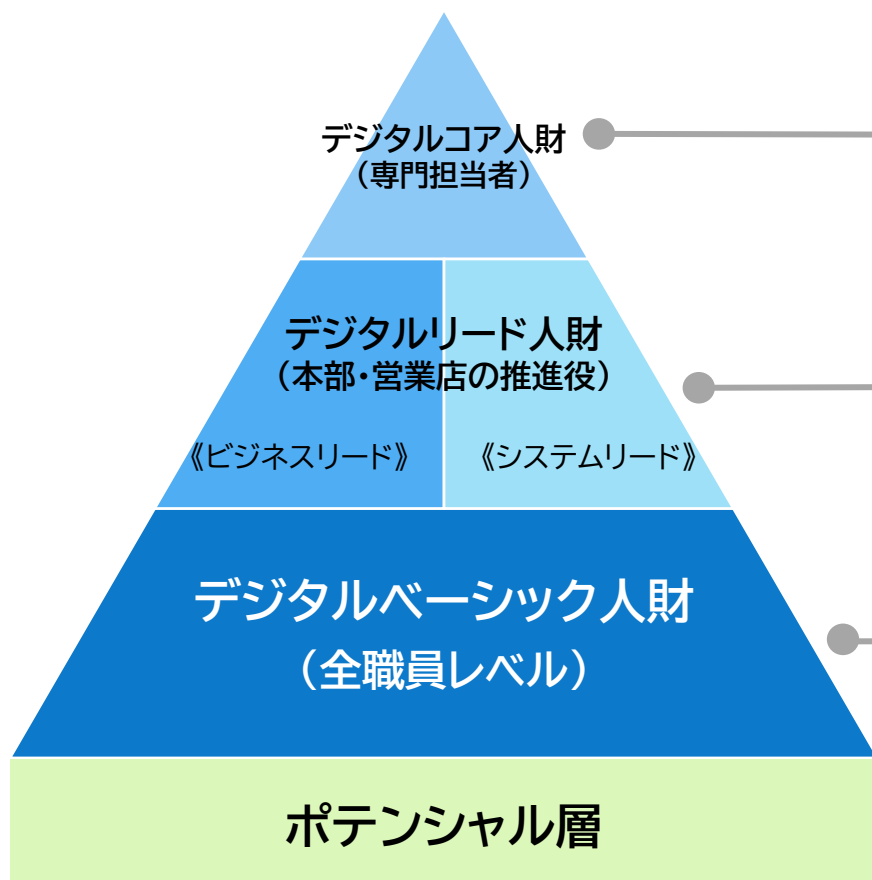 デジタルコア人財
（専門担当者）
デジタルリード人財
（本部・営業店の推進役）
《ビジネスリード》
《システムリード》
デジタルベーシック人財
（全職員レベル）
ポテンシャル層